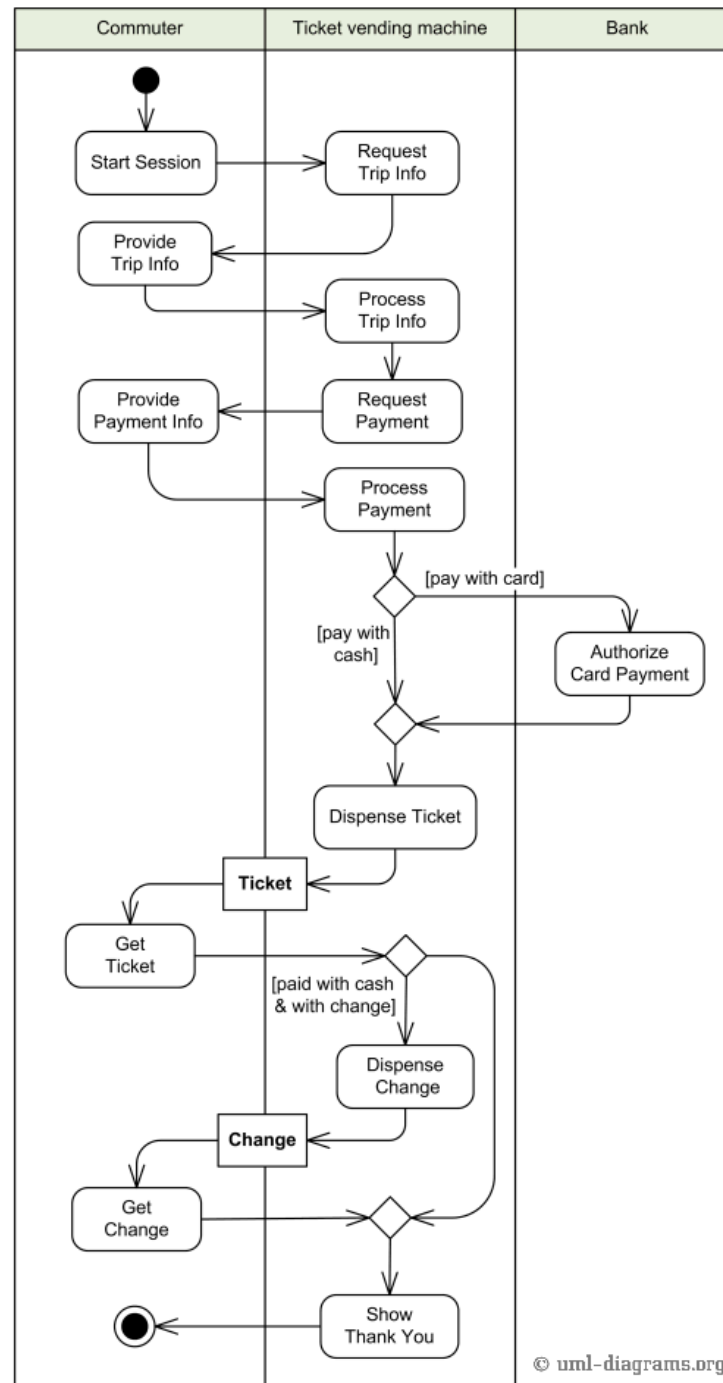 Commuter
Ticket vending machine
Bank
Start Session
Request
Trip Info
Provide
Trip Info
Process
Trip Info
Provide
Payment Info
Request
Payment
Process
Payment
[pay with card]
[pay with
cash]
Authorize
Card Payment
Dispense Ticket
Ticket
Get
Ticket
[paid with cash
& with change]
Dispense
Change
Change
Get
Change
Show
Thank You
© uml-diagrams.org